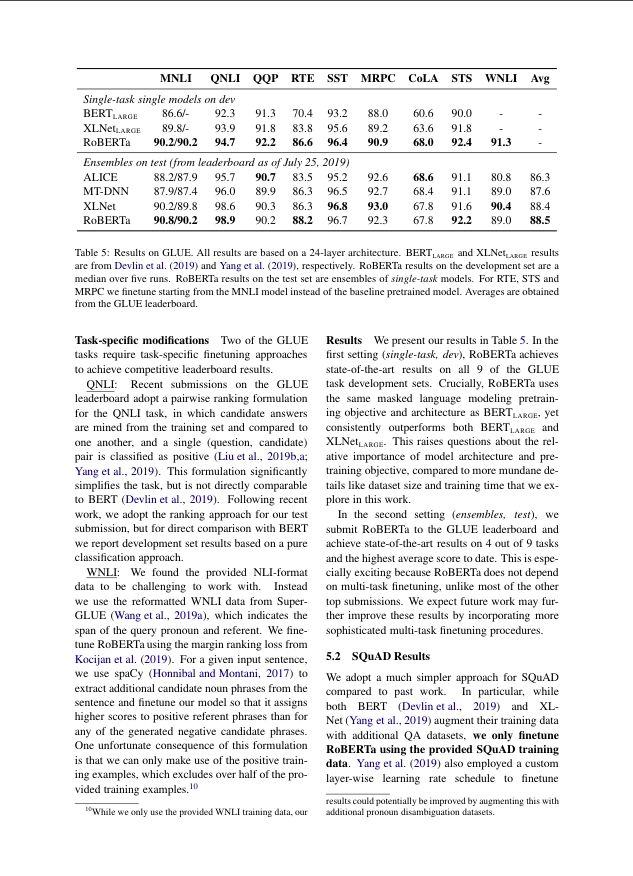 MNLI QNLI QQP RTE SST MRPC CoLA STS WNLI Avg
Single-task single models on dev
BERTLARGE 86.6/- 92.3 91.3 70.4 93.2 88.0 60.6 90.0 - -
XLNetLARGE 89.8/- 93.9 91.8 83.8 95.6 89.2 63.6 91.8 - -
RoBERTa 90.2/90.2 94.7 92.2 86.6 96.4 90.9 68.0 92.4 91.3 -
Ensembles on test (from leaderboard as of July 25, 2019)
ALICE 88.2/87.9 95.7 90.7 83.5 95.2 92.6 68.6 91.1 80.8 86.3
MT-DNN 87.9/87.4 96.0 89.9 86.3 96.5 92.7 68.4 91.1 89.0 87.6
XLNet 90.2/89.8 98.6 90.3 86.3 96.8 93.0 67.8 91.6 90.4 88.4
RoBERTa 90.8/90.2 98.9 90.2 88.2 96.7 92.3 67.8 92.2 89.0 88.5
Table 5: Results on GLUE. All results are based on a 24-layer architecture. BERTLARGE and XLNetLARGE results
are from Devlin et al. (2019) and Yang et al. (2019), respectively. RoBERTa results on the development set are a
median over five runs. RoBERTa results on the test set are ensembles of single-task models. For RTE, STS and
MRPC we finetune starting from the MNLI model instead of the baseline pretrained model. Averages are obtained
from the GLUE leaderboard.
Task-specific modifications Two of the GLUE
tasks require task-specific finetuning approaches
to achieve competitive leaderboard results.
QNLI: Recent submissions on the GLUE
leaderboard adopt a pairwise ranking formulation
for the QNLI task, in which candidate answers
are mined from the training set and compared to
one another, and a single (question, candidate)
pair is classified as positive (Liu et al., 2019b,a;
Yang et al., 2019). This formulation significantly
simplifies the task, but is not directly comparable
to BERT (Devlin et al., 2019). Following recent
work, we adopt the ranking approach for our test
submission, but for direct comparison with BERT
we report development set results based on a pure
classification approach.
WNLI: We found the provided NLI-format
data to be challenging to work with. Instead
we use the reformatted WNLI data from Super-
GLUE (Wang et al., 2019a), which indicates the
span of the query pronoun and referent. We fine-
tune RoBERTa using the margin ranking loss from
Kocijan et al. (2019). For a given input sentence,
we use spaCy (Honnibal and Montani, 2017) to
extract additional candidate noun phrases from the
sentence and finetune our model so that it assigns
higher scores to positive referent phrases than for
any of the generated negative candidate phrases.
One unfortunate consequence of this formulation
is that we can only make use of the positive train-
ing examples, which excludes over half of the pro-
vided training examples.10
10While we only use the provided WNLI training data, our
Results We present our results in Table 5. In the
first setting (single-task, dev), RoBERTa achieves
state-of-the-art results on all 9 of the GLUE
task development sets. Crucially, RoBERTa uses
the same masked language modeling pretrain-
ing objective and architecture as BERTLARGE, yet
consistently outperforms both BERTLARGE and
XLNetLARGE. This raises questions about the rel-
ative importance of model architecture and pre-
training objective, compared to more mundane de-
tails like dataset size and training time that we ex-
plore in this work.
In the second setting (ensembles, test), we
submit RoBERTa to the GLUE leaderboard and
achieve state-of-the-art results on 4 out of 9 tasks
and the highest average score to date. This is espe-
cially exciting because RoBERTa does not depend
on multi-task finetuning, unlike most of the other
top submissions. We expect future work may fur-
ther improve these results by incorporating more
sophisticated multi-task finetuning procedures.
5.2 SQuAD Results
We adopt a much simpler approach for SQuAD
compared to past work. In particular, while
both BERT (Devlin et al., 2019) and XL-
Net (Yang et al., 2019) augment their training data
with additional QA datasets, we only finetune
RoBERTa using the provided SQuAD training
data. Yang et al. (2019) also employed a custom
layer-wise learning rate schedule to finetune
results could potentially be improved by augmenting this with
additional pronoun disambiguation datasets.